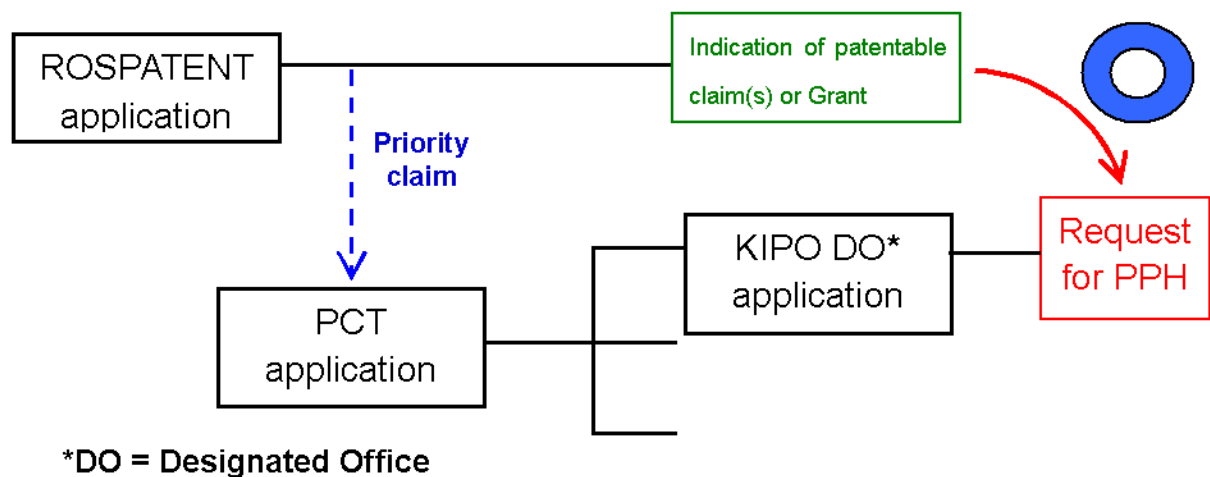 ROSPATENT
application
Indication of patentable
claim(s) or Grant
Priority
claim
PCT
application
KIPO DO*
application
Request
for PPH
*DO = Designated Office